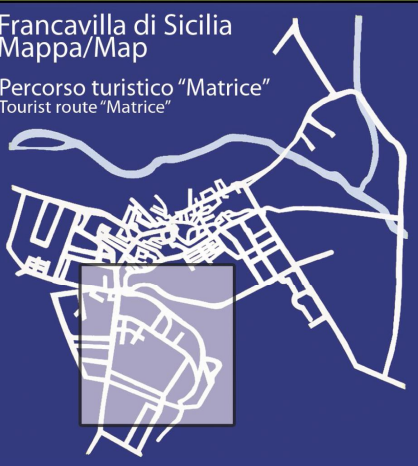 Francavilla di Sicilia
Mappa/Map
Percorso turistico “Matrice”
Tourist route “Matrice”